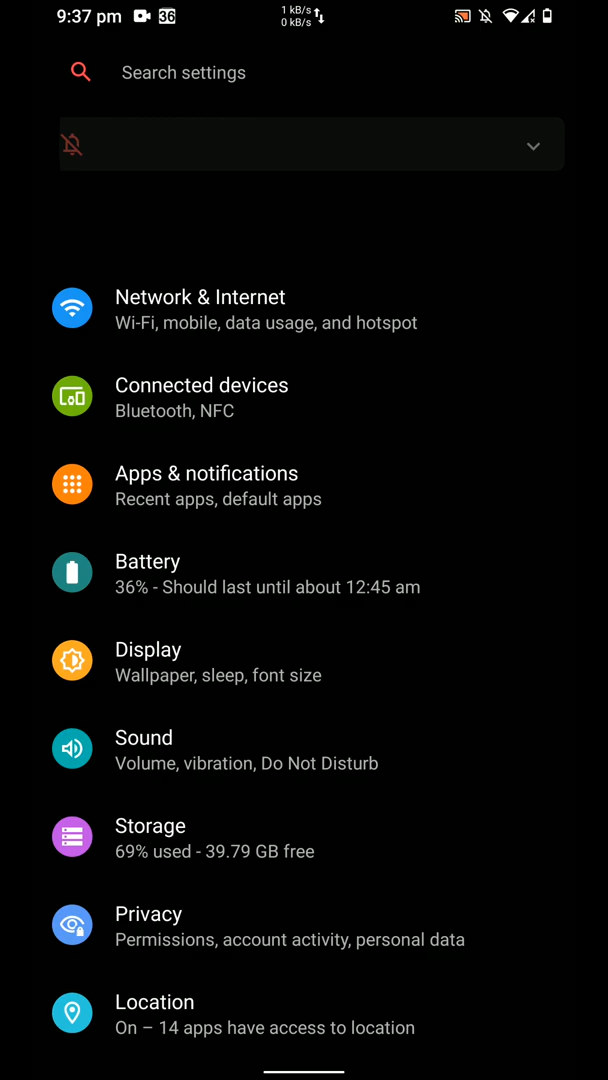 9:37 pm 36 1 kB/s
0 kB/s
Search settings
Network & Internet
Wi-Fi, mobile, data usage, and hotspot
Connected devices
Bluetooth, NFC
Apps & notifications
Recent apps, default apps
Battery
36% - Should last until about 12:45 am
Display
Wallpaper, sleep, font size
Sound
Volume, vibration, Do Not Disturb
Storage
69% used - 39.79 GB free
Privacy
Permissions, account activity, personal data
Location
On – 14 apps have access to location